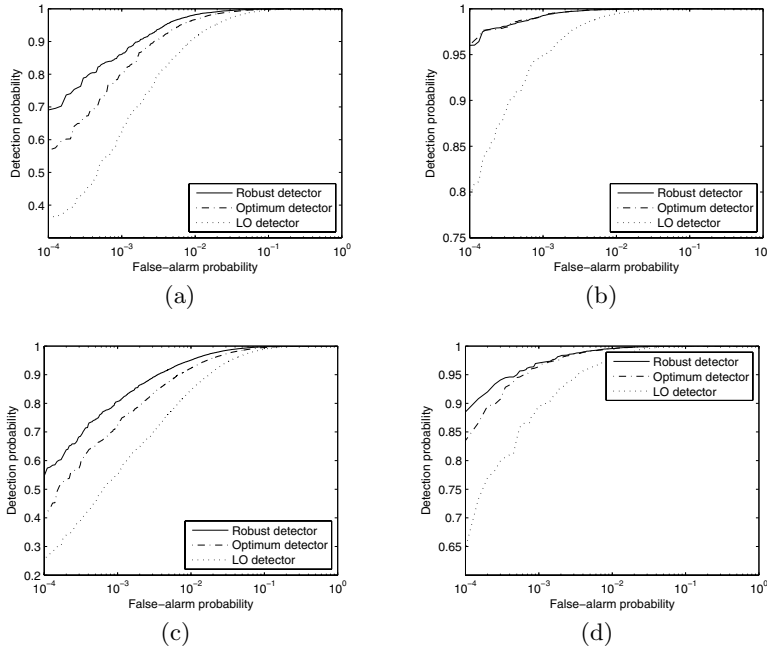 1
0.9
0.8
0.7
0.6
0.5
0.4
Detection probability
10⁻⁴ 10⁻³ 10⁻² 10⁻¹ 10⁰
False−alarm probability
Robust detector
Optimum detector
LO detector
(a)
1
0.95
0.9
0.85
0.8
0.75
Detection probability
10⁻⁴ 10⁻³ 10⁻² 10⁻¹ 10⁰
False−alarm probability
Robust detector
Optimum detector
LO detector
(b)
1
0.9
0.8
0.7
0.6
0.5
0.4
0.3
0.2
Detection probability
10⁻⁴ 10⁻³ 10⁻² 10⁻¹ 10⁰
False−alarm probability
Robust detector
Optimum detector
LO detector
(c)
1
0.95
0.9
0.85
0.8
0.75
0.7
0.65
Detection probability
10⁻⁴ 10⁻³ 10⁻² 10⁻¹ 10⁰
False−alarm probability
Robust detector
Optimum detector
LO detector
(d)